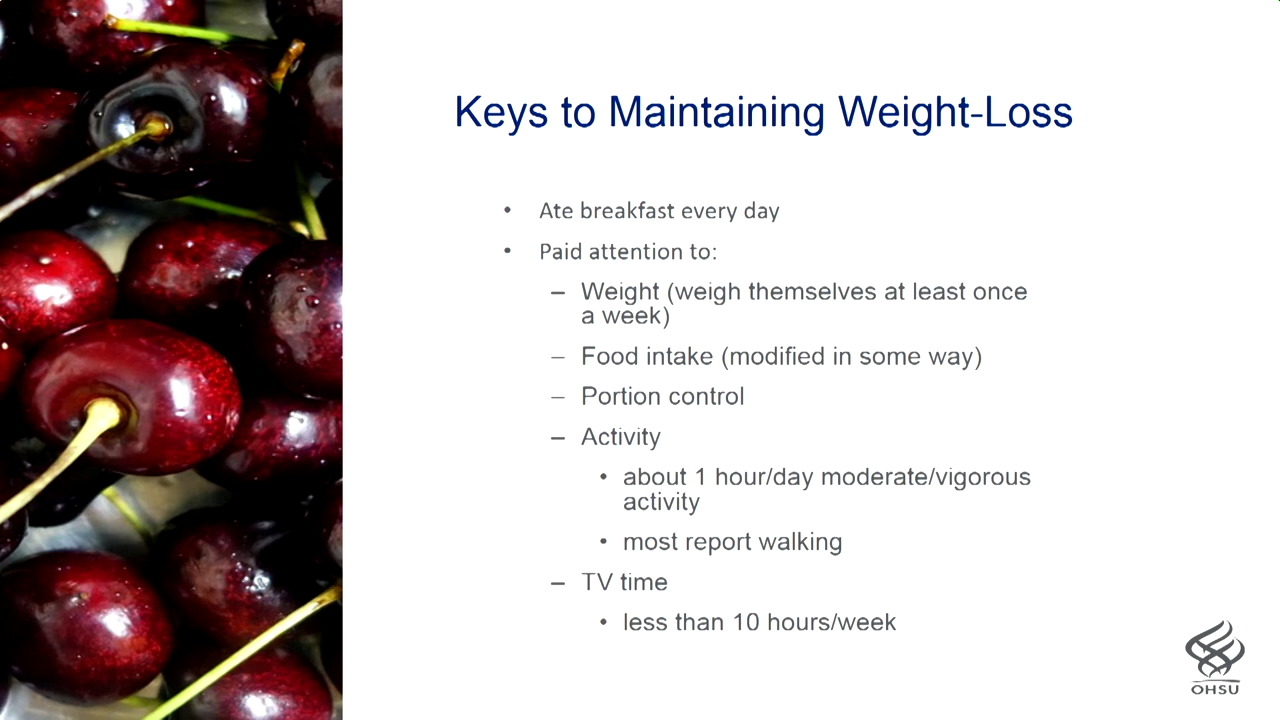 Keys to Maintaining Weight-Loss
• Ate breakfast every day
• Paid attention to:
– Weight (weigh themselves at least once
a week)
– Food intake (modified in some way)
– Portion control
– Activity
• about 1 hour/day moderate/vigorous
activity
• most report walking
– TV time
• less than 10 hours/week
OHSU